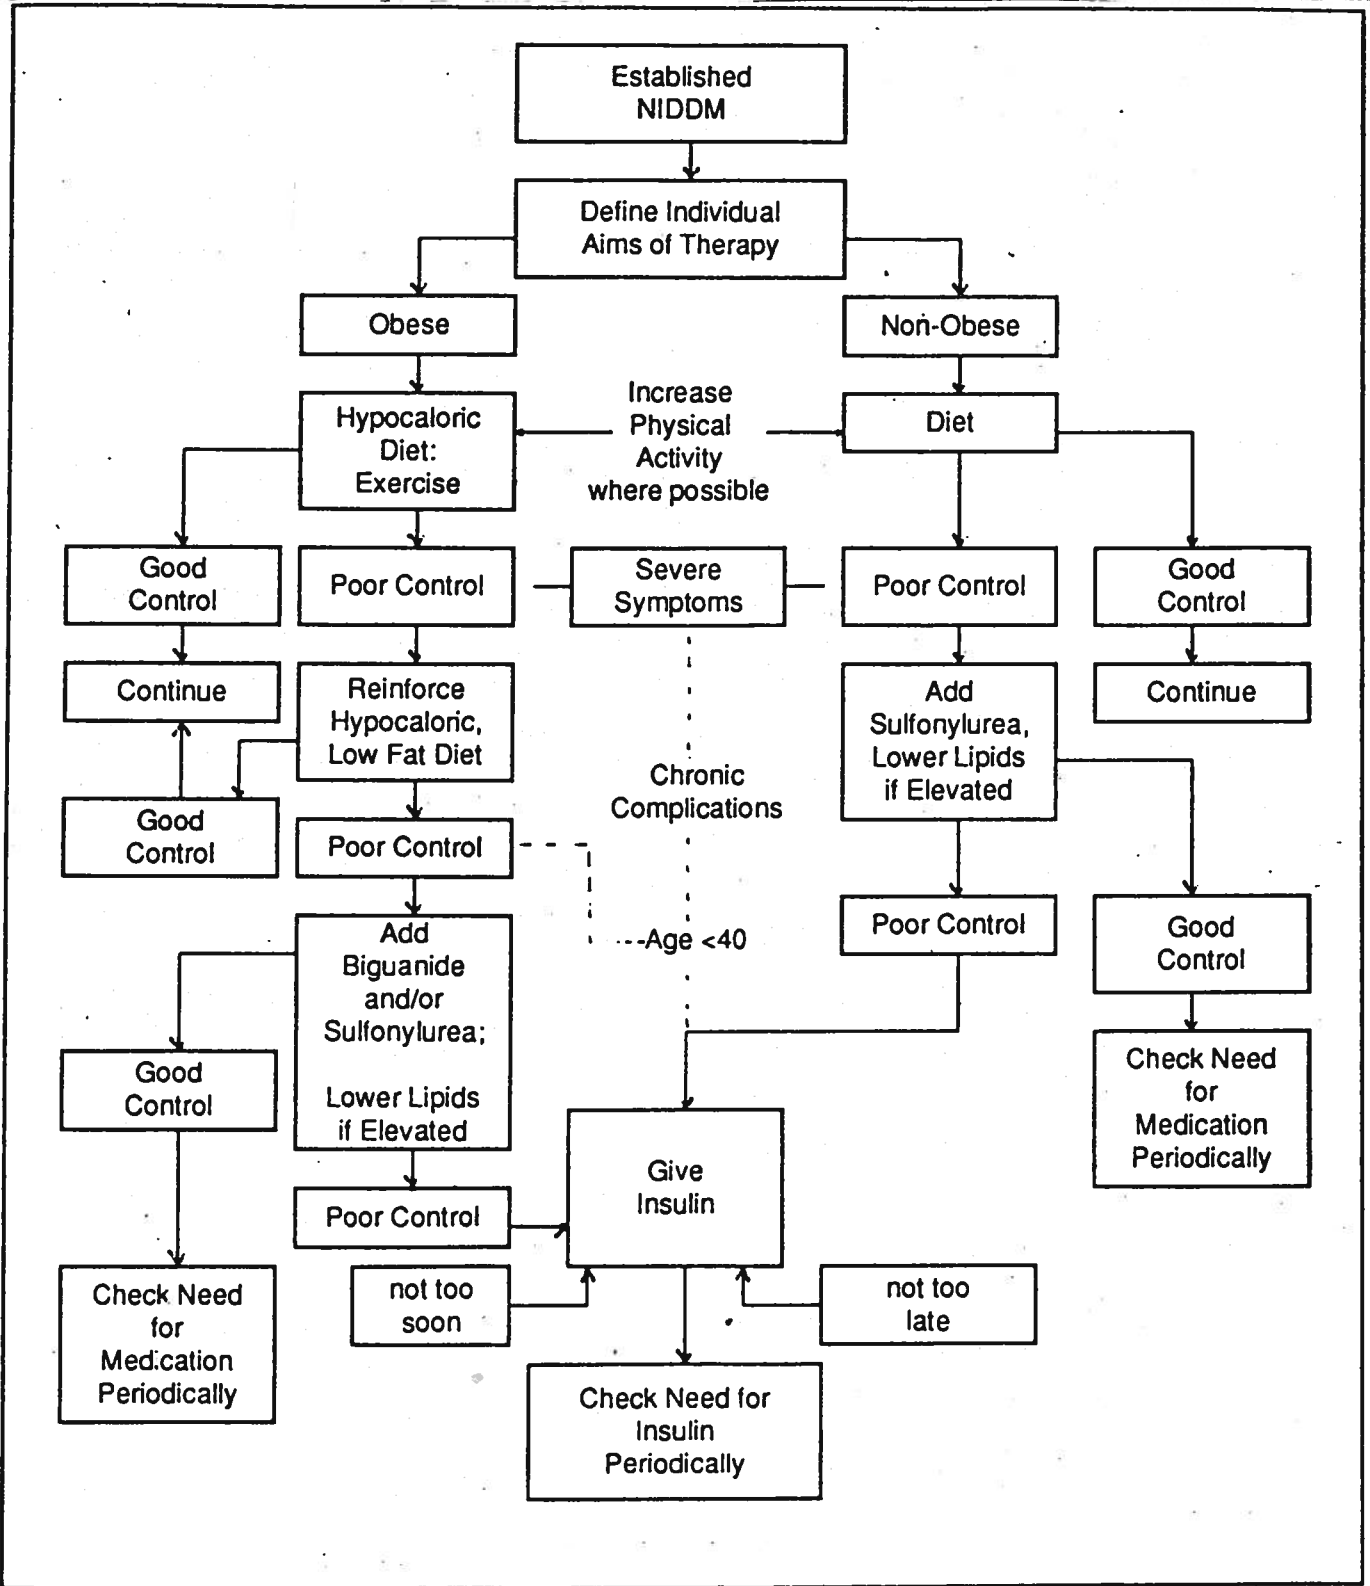 Established
NIDDM
Define Individual
Aims of Therapy
Obese
Non-Obese
Hypocaloric
Diet:
Exercise
Increase
Physical
Activity
where possible
Diet
Good
Control
Poor Control
Severe
Symptoms
Poor Control
Good
Control
Continue
Reinforce
Hypocaloric,
Low Fat Diet
Add
Sulfonylurea,
Lower Lipids
if Elevated
Continue
Chronic
Complications
Good
Control
Poor Control
Age <40
Poor Control
Good
Control
Add
Biguanide
and/or
Sulfonylurea;
Lower Lipids
if Elevated
Good
Control
Check Need
for
Medication
Periodically
Poor Control
Give
Insulin
not too
soon
not too
late
Check Need
for
Medication
Periodically
Check Need for
Insulin
Periodically